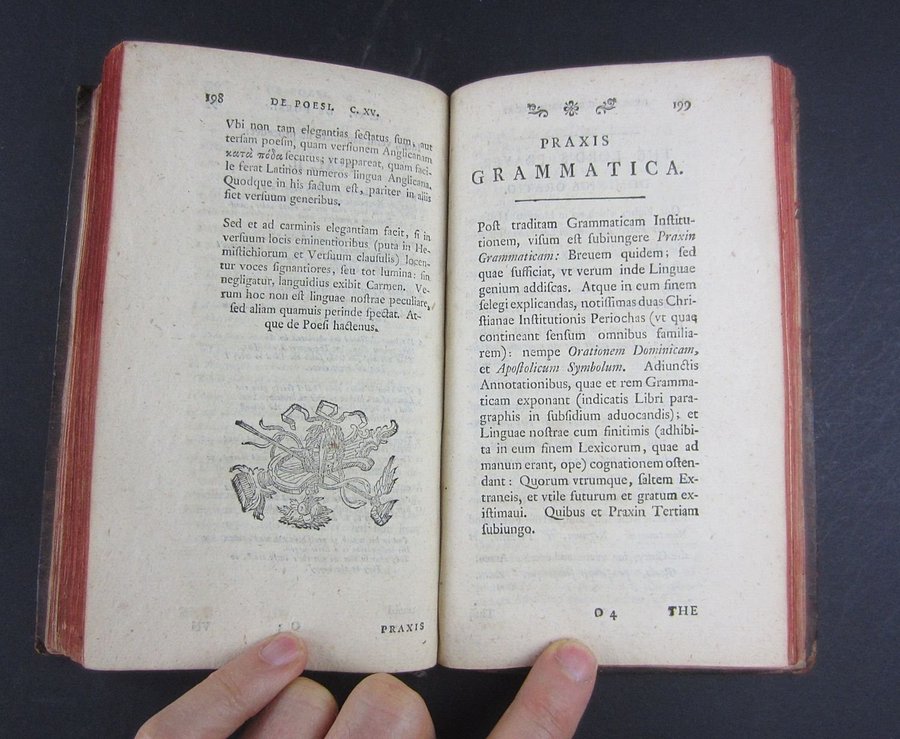 198 DE POESI. C. XV.
Vbi non tam elegantias ſectatus ſum, aut
terſam poeſin, quam verſionem Anglicanam
κατὰ πόδα ſecutus; vt appareat, quam faci-
le ferat Latinos numeros lingua Anglicana.
Quodque in his factum eſt, pariter in aliis
fiet verſuum generibus.
Sed et ad carminis elegantiam facit, ſi in
verſuum locis eminentioribus (puta in He-
miſtichiorum et Verſuum clauſulis) locen-
tur voces ſignantiores, ſeu tot lumina: ſin
negligatur, languidius exibit Carmen. Ve-
rum hoc non eſt linguae noſtrae peculiare,
ſed aliam quamuis perinde ſpectat. At-
que de Poeſi hactenus.
PRAXIS
199
PRAXIS
GRAMMATICA.
Poſt traditam Grammaticam Inſtitu-
tionem, viſum eſt ſubiungere Praxin
Grammaticam: Breuem quidem; ſed
quae ſufficiat, vt verum inde Linguae
genium addiſcas. Atque in eum finem
ſelegi explicandas, notiſſimas duas Chri-
ſtianae Inſtitutionis Periochas (vt quae
contineant ſenſum omnibus familia-
rem): nempe Orationem Dominicam,
et Apoſtolicum Symbolum. Adiunctis
Annotationibus, quae et rem Gramma-
ticam exponant (indicatis Libri para-
graphis in ſubſidium aduocandis); et
Linguae noſtrae cum finitimis (adhibi-
ta in eum finem Lexicorum, quae ad
manum erant, ope) cognationem oſten-
dant: Quorum vtrumque, ſaltem Ex-
traneis, et vtile futurum et gratum ex-
iſtimaui. Quibus et Praxin Tertiam
ſubiungo.
O 4 THE